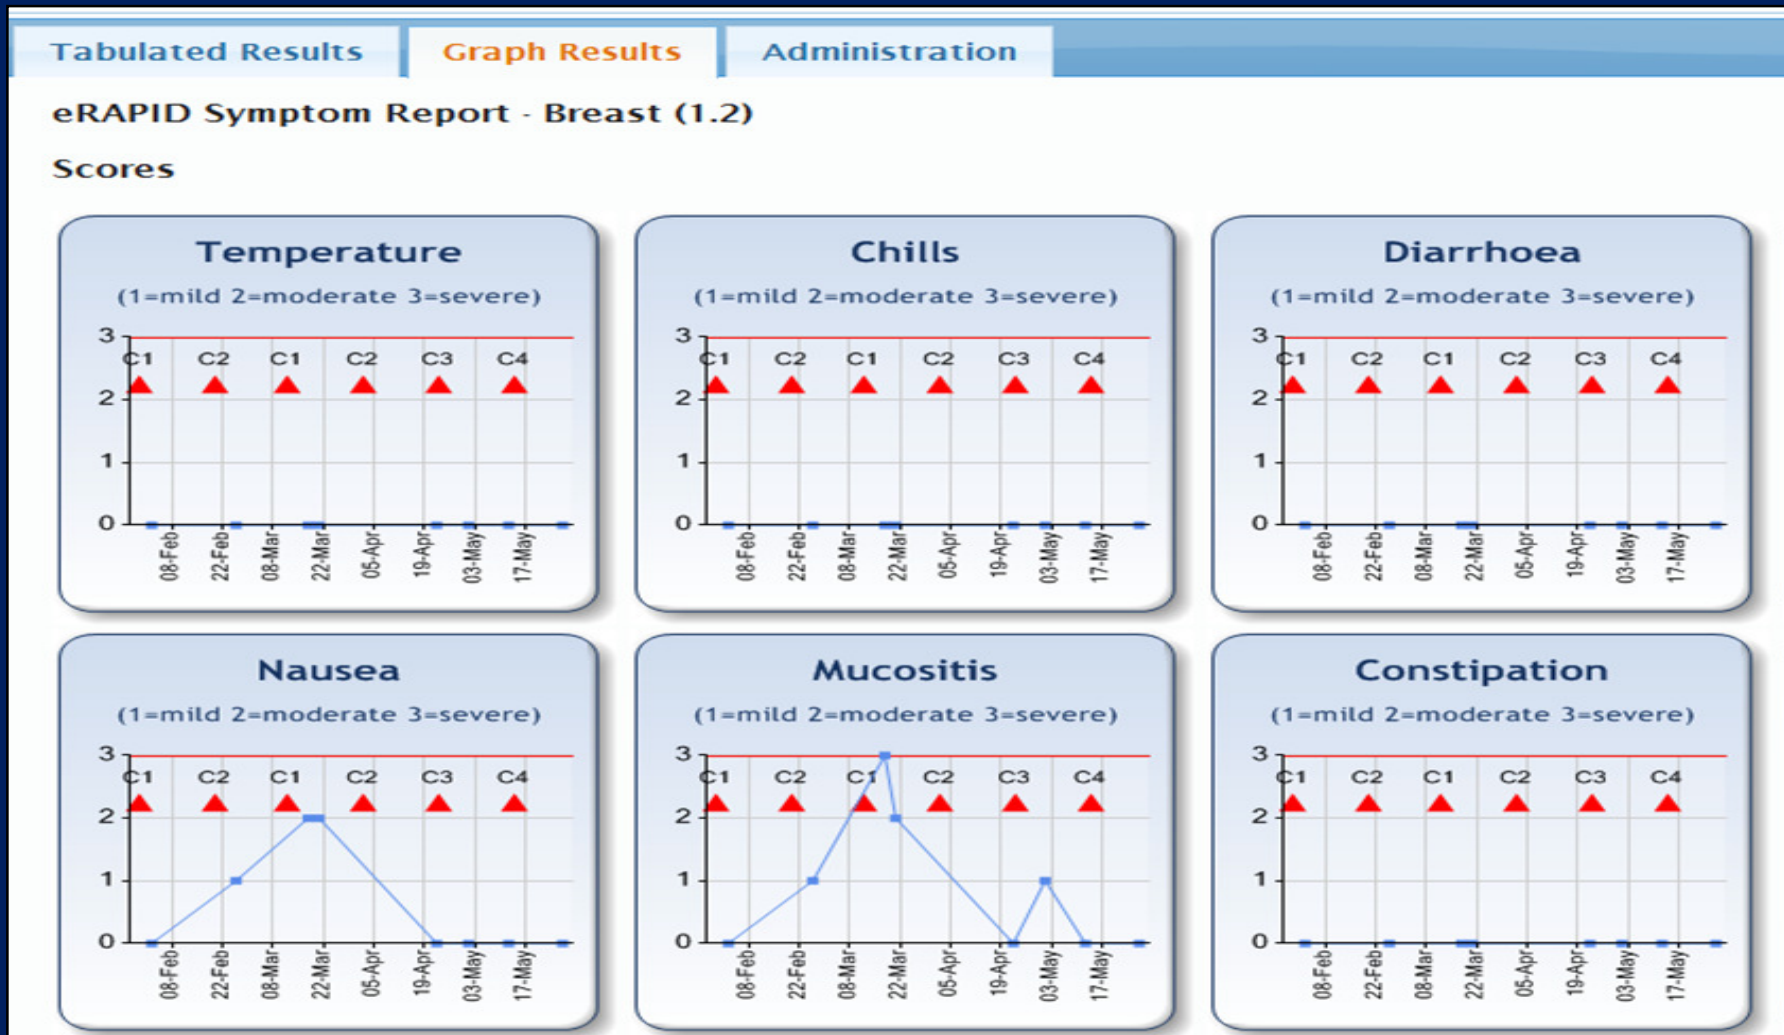 Tabulated Results Graph Results Administration
eRAPID Symptom Report - Breast (1.2)
Scores
Temperature
(1=mild 2=moderate 3=severe)
3
C1 C2 C1 C2 C3 C4
2
1
0
08-Feb 22-Feb 08-Mar 22-Mar 05-Apr 19-Apr 03-May 17-May
Chills
(1=mild 2=moderate 3=severe)
3
C1 C2 C1 C2 C3 C4
2
1
0
08-Feb 22-Feb 08-Mar 22-Mar 05-Apr 19-Apr 03-May 17-May
Diarrhoea
(1=mild 2=moderate 3=severe)
3
C1 C2 C1 C2 C3 C4
2
1
0
08-Feb 22-Feb 08-Mar 22-Mar 05-Apr 19-Apr 03-May 17-May
Nausea
(1=mild 2=moderate 3=severe)
3
C1 C2 C1 C2 C3 C4
2
1
0
08-Feb 22-Feb 08-Mar 22-Mar 05-Apr 19-Apr 03-May 17-May
Mucositis
(1=mild 2=moderate 3=severe)
3
C1 C2 C1 C2 C3 C4
2
1
0
08-Feb 22-Feb 08-Mar 22-Mar 05-Apr 19-Apr 03-May 17-May
Constipation
(1=mild 2=moderate 3=severe)
3
C1 C2 C1 C2 C3 C4
2
1
0
08-Feb 22-Feb 08-Mar 22-Mar 05-Apr 19-Apr 03-May 17-May